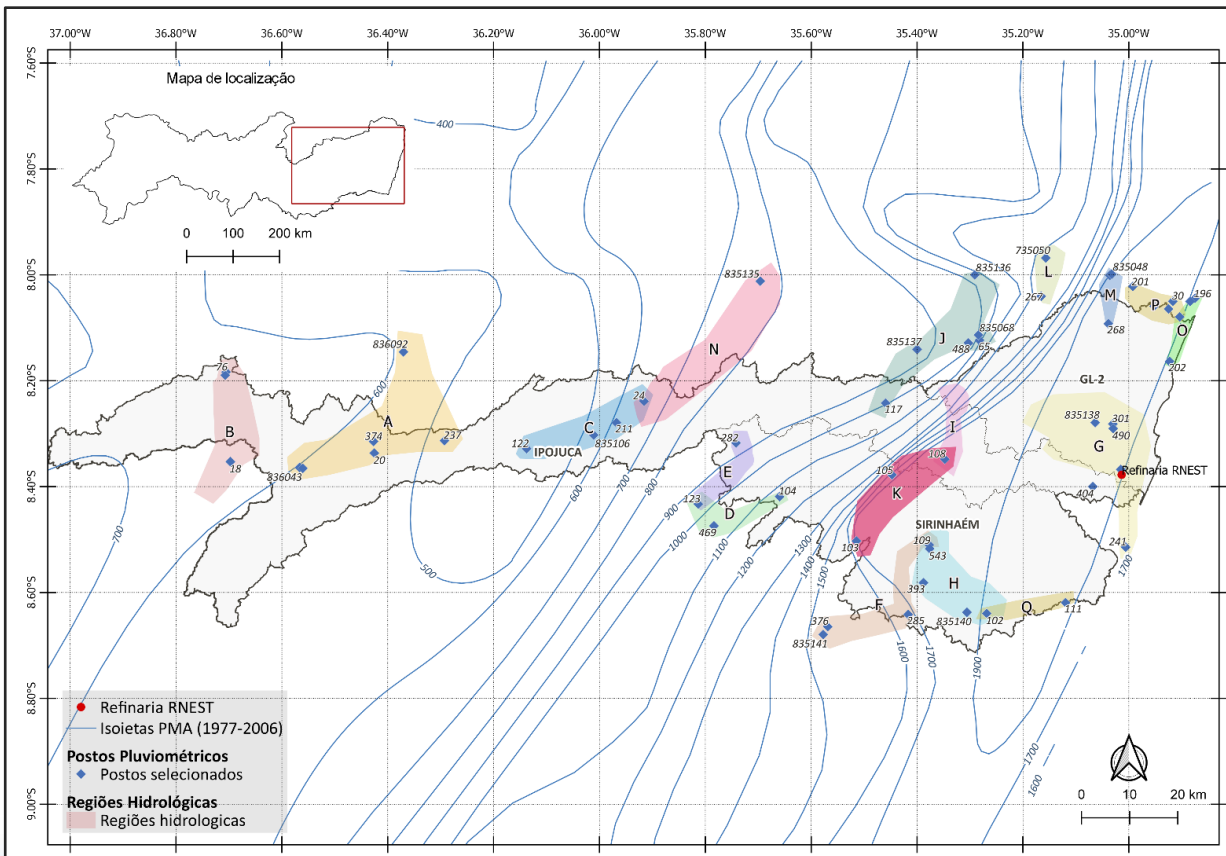 37.00°W 36.80°W 36.60°W 36.40°W 36.20°W 36.00°W 35.80°W 35.60°W 35.40°W 35.20°W 35.00°W
7.60°S
Mapa de localização
400
7.80°S
0 100 200 km
8.00°S
835135
835136
735050
835048
201
30
196
L
267
M
P
O
268
836092
N
835137
J
835068
488
65
202
8.20°S
76
600
24
117
GL-2
A
B
374
237
20
C
211
835106
122
IPOJUCA
282
I
835138
301
490
G
18
836043
E
105
108
Refinaria RNEST
8.40°S
600
700
800
900
1000
123
104
D
469
K
404
700
500
1100
1200
1300
1400
1500
103
SIRINHAÉM
109
543
241
1700
8.60°S
393
H
F
Q
111
376
285
835140
102
835141
1600
1700
1900
8.80°S
Refinaria RNEST
Isoietas PMA (1977-2006)
Postos Pluviométricos
Postos selecionados
Regiões Hidrológicas
Regiões hidrologicas
1700
1600
9.00°S
0 10 20 km